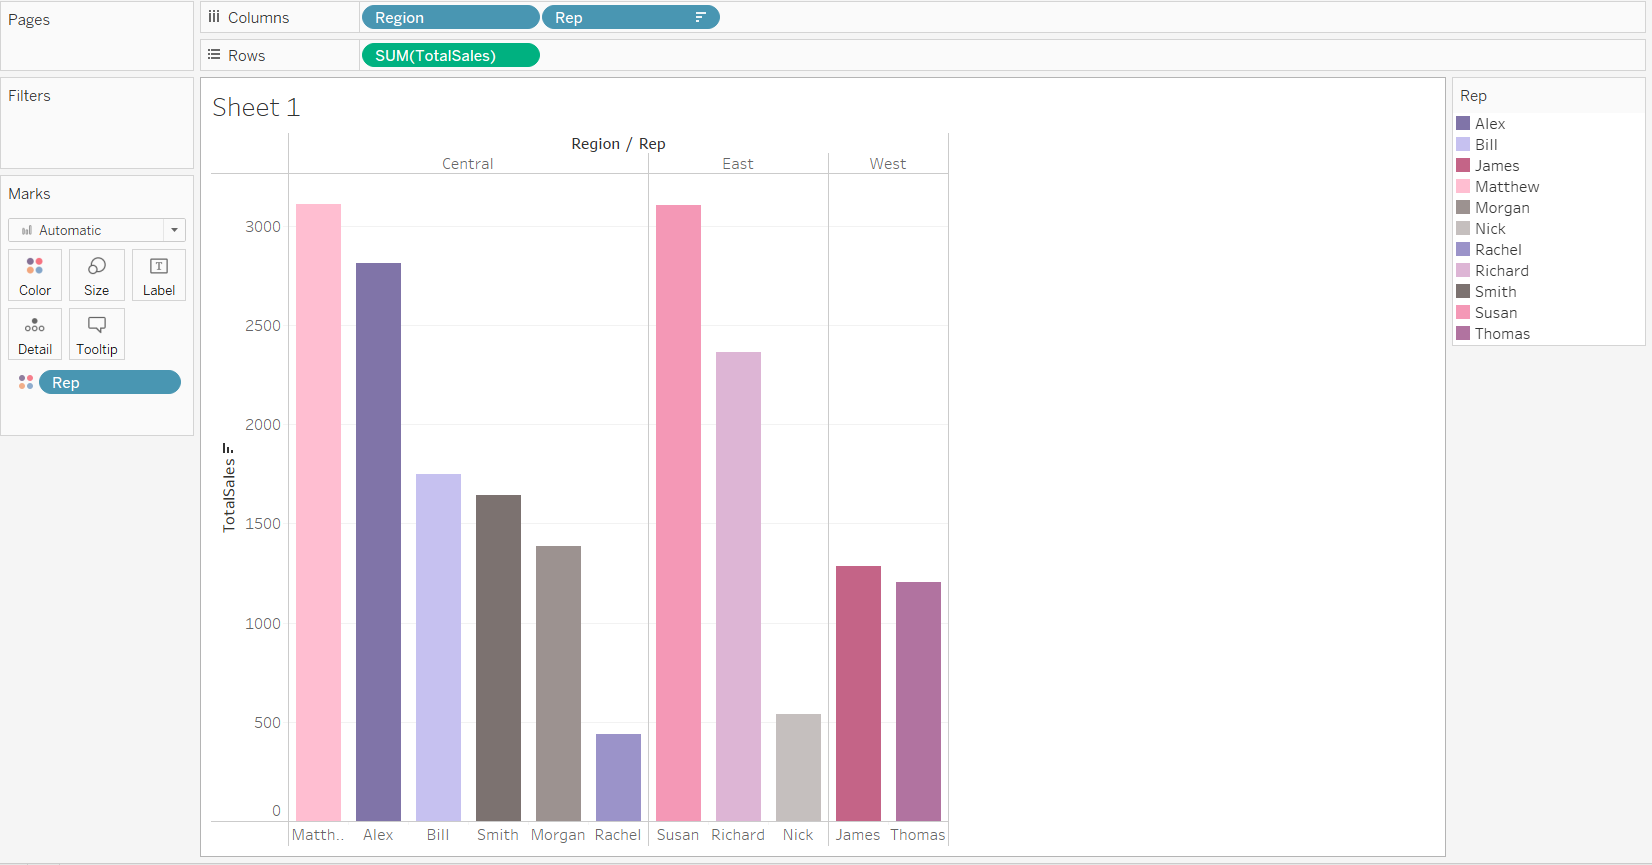 Pages
Columns
Region
Rep
Rows
SUM(TotalSales)
Filters
Marks
Automatic
Color
Size
T
Label
Detail
Tooltip
Rep
Sheet 1
Region / Rep
Central
East
West
3000
2500
2000
1500
1000
500
0
TotalSales
Matth..
Alex
Bill
Smith
Morgan
Rachel
Susan
Richard
Nick
James
Thomas
Rep
Alex
Bill
James
Matthew
Morgan
Nick
Rachel
Richard
Smith
Susan
Thomas